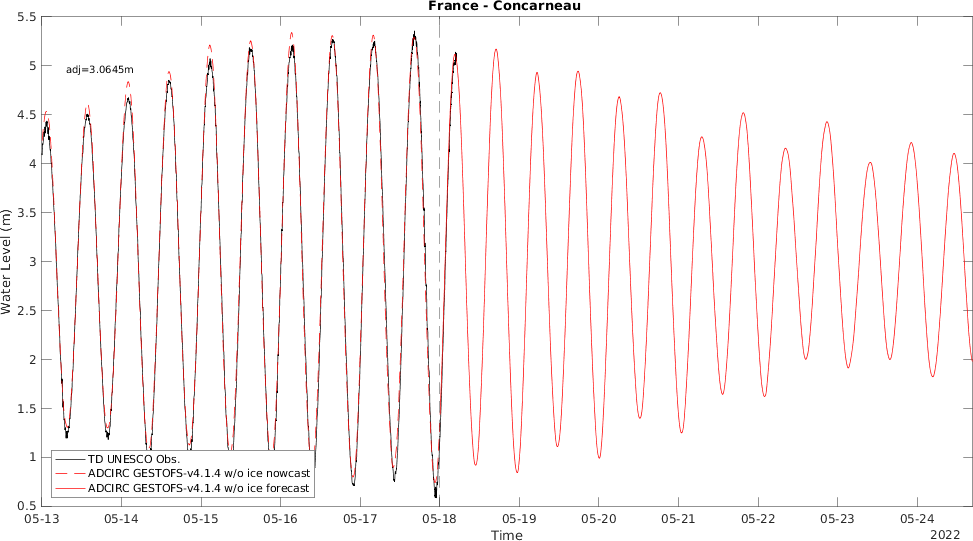 France - Concarneau
adj=3.0645m
Water Level (m)
5.5
5
4.5
4
3.5
3
2.5
2
1.5
1
0.5
TD UNESCO Obs.
ADCIRC GESTOFS-v4.1.4 w/o ice nowcast
ADCIRC GESTOFS-v4.1.4 w/o ice forecast
05-13 05-14 05-15 05-16 05-17 05-18 05-19 05-20 05-21 05-22 05-23 05-24
Time
2022